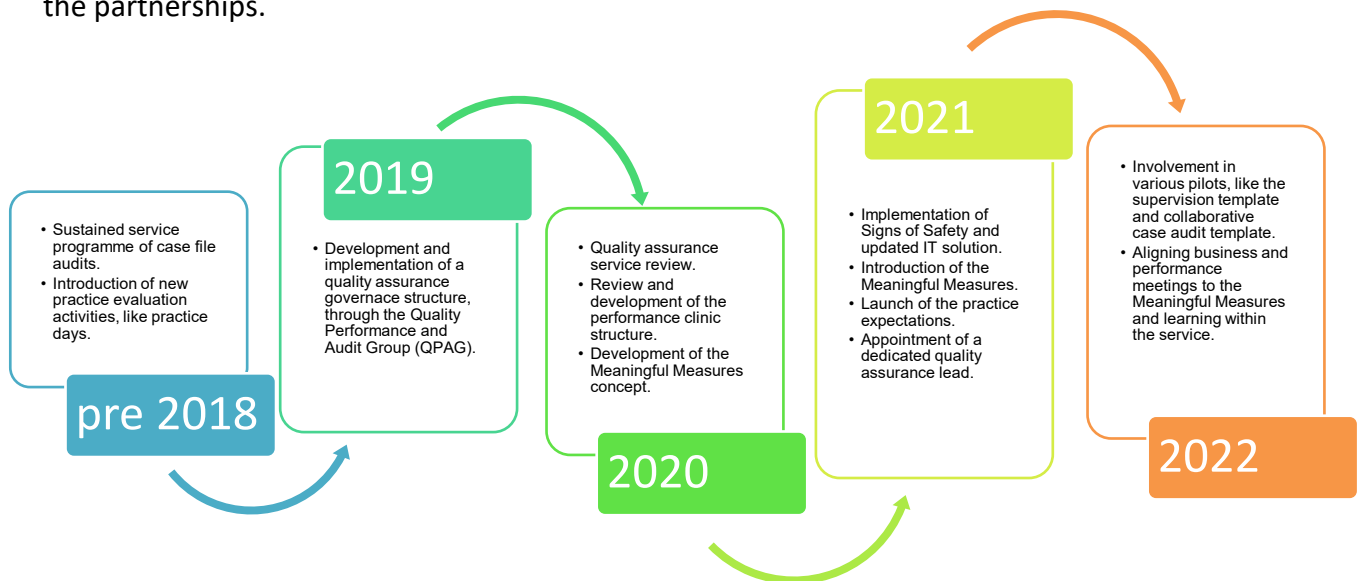 the partnerships.
• Sustained service
programme of case file
audits.
• Introduction of new
practice evaluation
activities, like practice
days.
pre 2018
2019
• Development and
implementation of a
quality assurance
governace structure,
through the Quality
Performance and
Audit Group (QPAG).
• Quality assurance
service review.
• Review and
development of the
performance clinic
structure.
• Development of the
Meaningful Measures
concept.
2020
2021
• Implementation of
Signs of Safety and
updated IT solution.
• Introduction of the
Meaningful Measures.
• Launch of the practice
expectations.
• Appointment of a
dedicated quality
assurance lead.
• Involvement in
various pilots, like the
supervision template
and collaborative
case audit template.
• Aligning business and
performance
meetings to the
Meaningful Measures
and learning within
the service.
2022